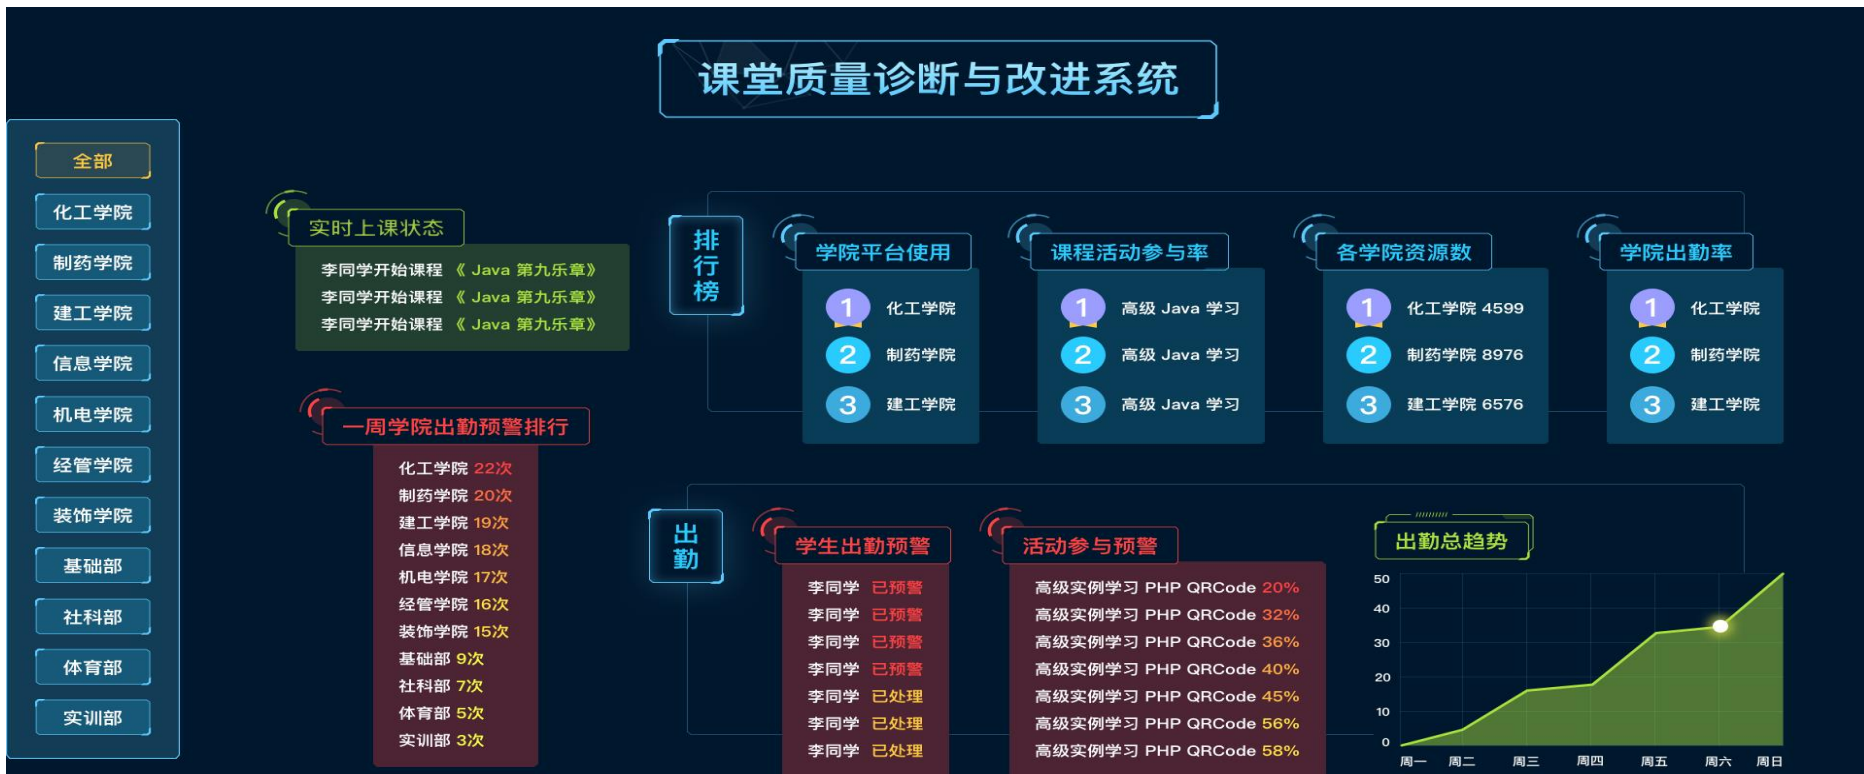 课堂质量诊断与改进系统
全部
化工学院
制药学院
建工学院
信息学院
机电学院
经管学院
装饰学院
基础部
社科部
体育部
实训部
实时上课状态
李同学开始课程 《 Java 第九乐章》
李同学开始课程 《 Java 第九乐章》
李同学开始课程 《 Java 第九乐章》
一周学院出勤预警排行
化工学院 22次
制药学院 20次
建工学院 19次
信息学院 18次
机电学院 17次
经管学院 16次
装饰学院 15次
基础部 9次
社科部 7次
体育部 5次
实训部 3次
排行榜
学院平台使用
1 化工学院
2 制药学院
3 建工学院
课程活动参与率
1 高级 Java 学习
2 高级 Java 学习
3 高级 Java 学习
各学院资源数
1 化工学院 4599
2 制药学院 8976
3 建工学院 6576
学院出勤率
1 化工学院
2 制药学院
3 建工学院
出勤
学生出勤预警
李同学 已预警
李同学 已预警
李同学 已预警
李同学 已预警
李同学 已处理
李同学 已处理
李同学 已处理
活动参与预警
高级实例学习 PHP QRCode 20%
高级实例学习 PHP QRCode 32%
高级实例学习 PHP QRCode 36%
高级实例学习 PHP QRCode 40%
高级实例学习 PHP QRCode 45%
高级实例学习 PHP QRCode 56%
高级实例学习 PHP QRCode 58%
出勤总趋势
50
40
30
20
10
0
周一 周二 周三 周四 周五 周六 周日